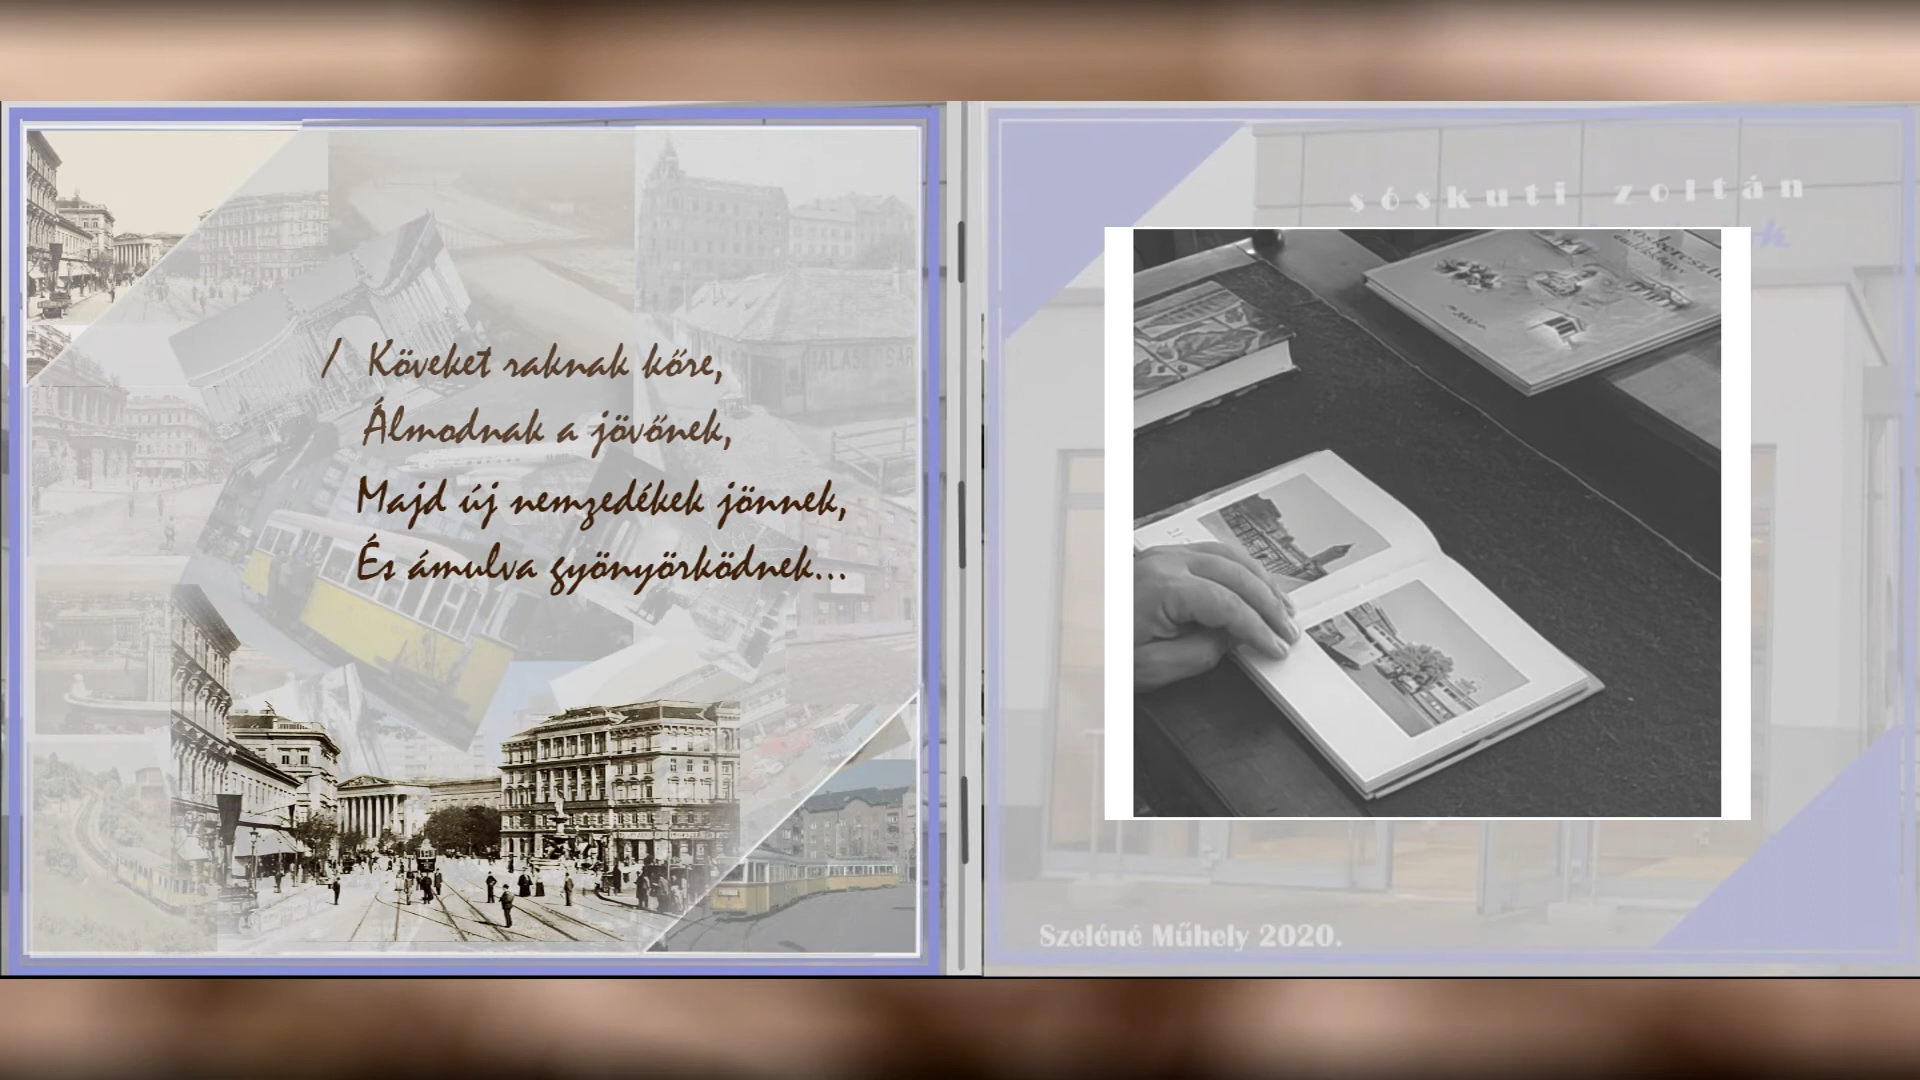 / Köveket raknak kőre,
Álmodnak a jövőnek,
Majd új nemzedékek jönnek,
És ámulva gyönyörködnek...
sóskuti zoltán
Szeléné Műhely 2020.